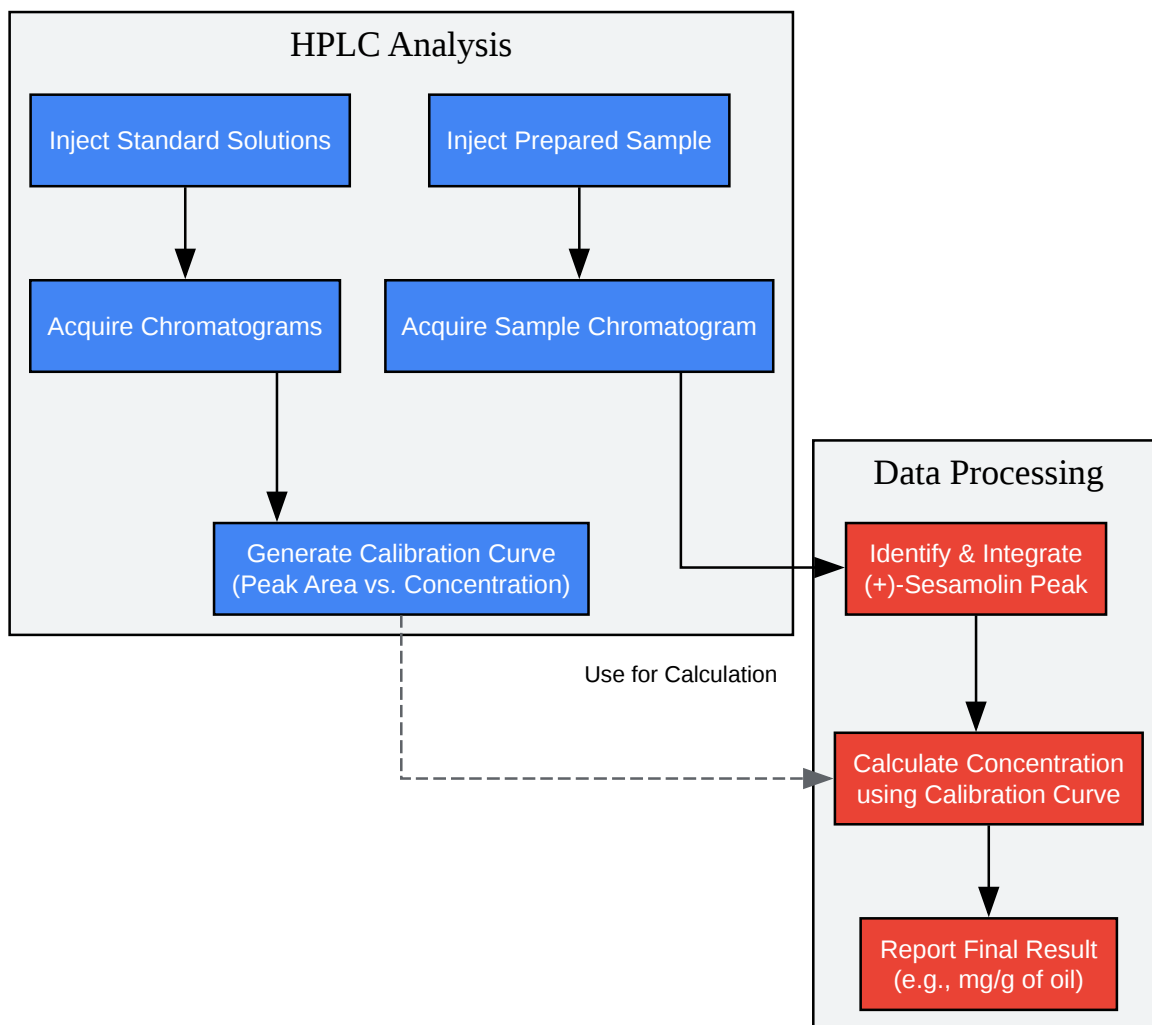 HPLC Analysis
Inject Standard Solutions
Inject Prepared Sample
Acquire Chromatograms
Acquire Sample Chromatogram
Generate Calibration Curve
(Peak Area vs. Concentration)
Use for Calculation
Data Processing
Identify & Integrate
(+)-Sesamolin Peak
Calculate Concentration
using Calibration Curve
Report Final Result
(e.g., mg/g of oil)